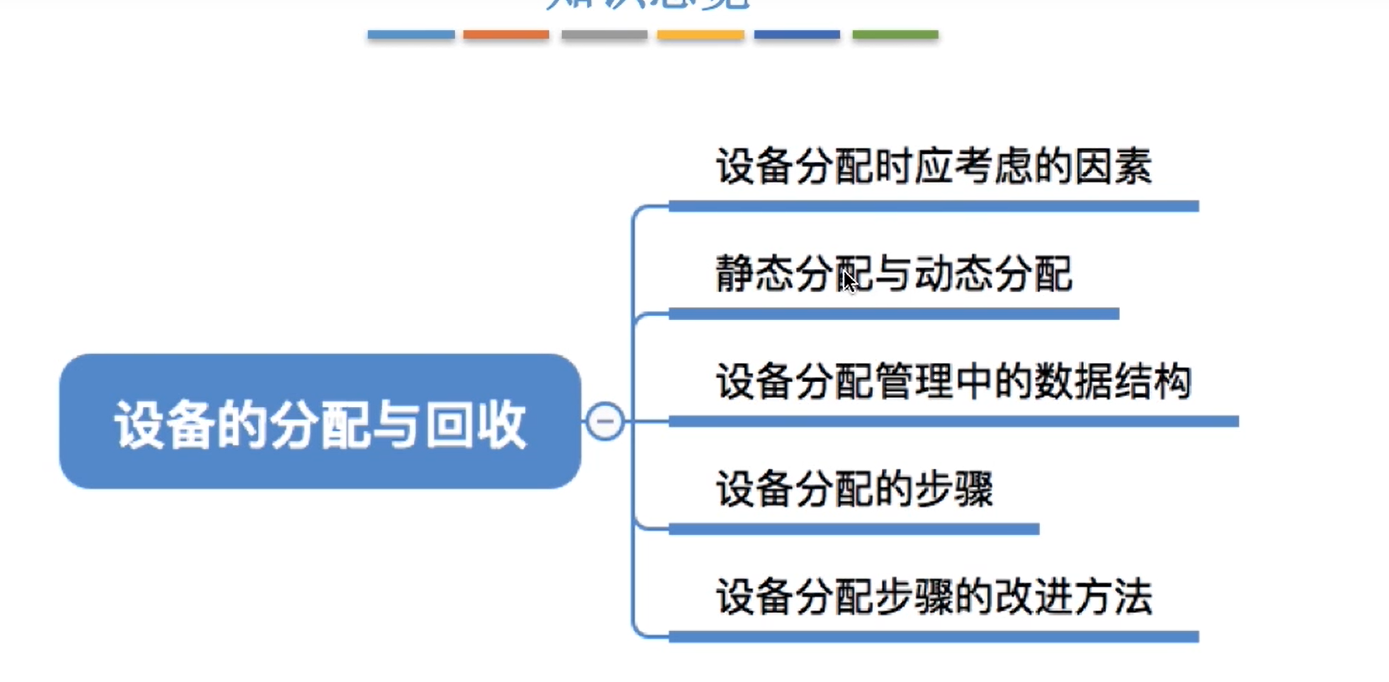 设备分配时应考虑的因素
静态分配与动态分配
设备分配管理中的数据结构
设备的分配与回收
设备分配的步骤
设备分配步骤的改进方法